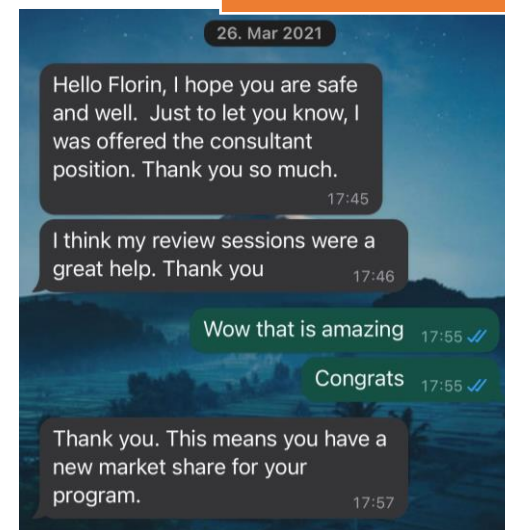 26. Mar 2021
Hello Florin, I hope you are safe
and well.  Just to let you know, I
was offered the consultant
position. Thank you so much.
17:45
I think my review sessions were a
great help. Thank you
17:46
Wow that is amazing
17:55
Congrats
17:55
Thank you. This means you have a
new market share for your
program.
17:57